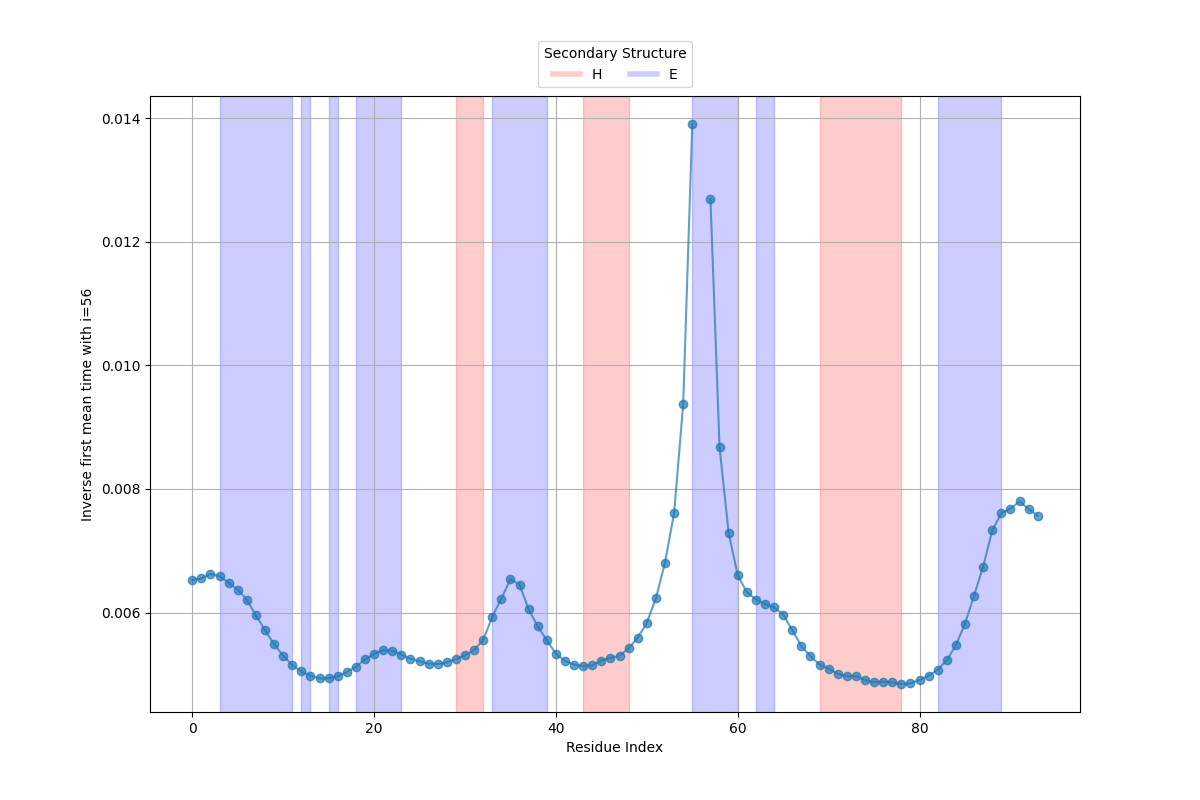 Secondary Structure
H E
0.014
0.012
0.010
0.008
0.006
Inverse first mean time with i=56
0 20 40 60 80
Residue Index